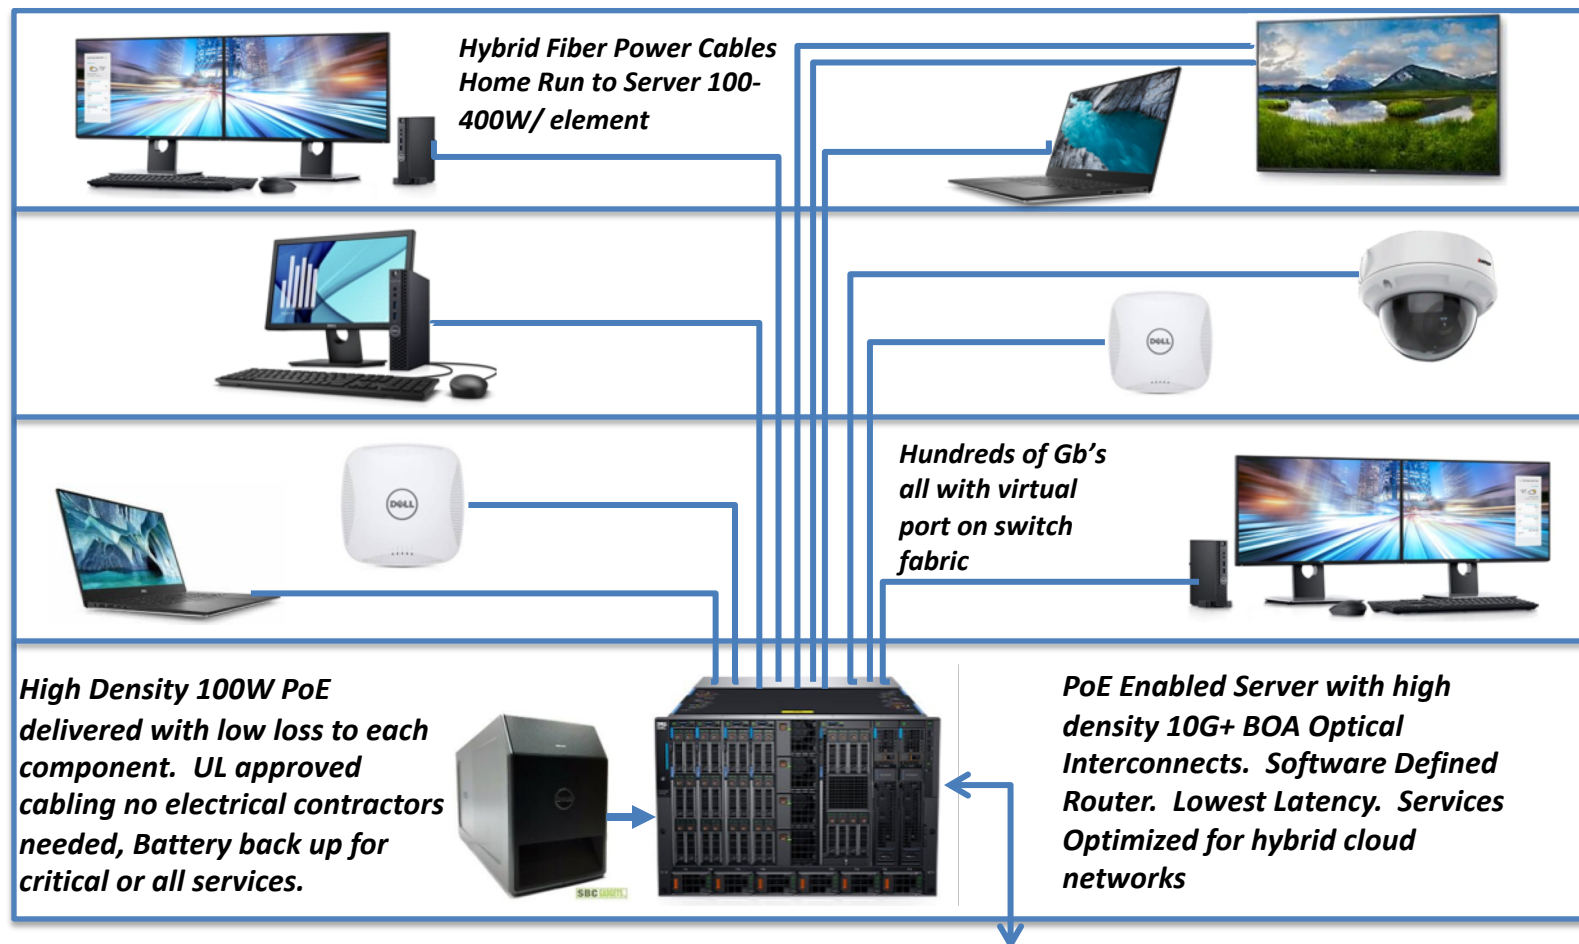 Hybrid Fiber Power Cables
Home Run to Server 100-
400W/ element
DELL
Hundreds of Gb’s
all with virtual
port on switch
fabric
DELL
High Density 100W PoE
delivered with low loss to each
component.  UL approved
cabling no electrical contractors
needed, Battery back up for
critical or all services.
SBC GADGETS
PoE Enabled Server with high
density 10G+ BOA Optical
Interconnects.  Software Defined
Router.  Lowest Latency.  Services
Optimized for hybrid cloud
networks